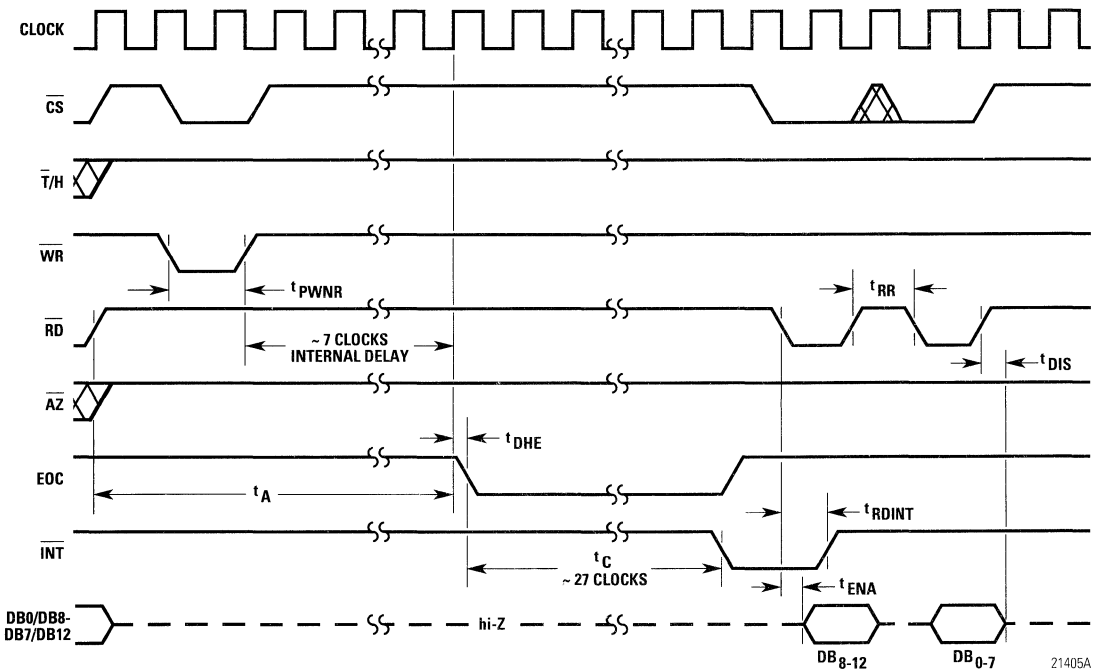 CLOCK
CS
T/H
WR
tPWNR
tRR
RD
~ 7 CLOCKS
INTERNAL DELAY
tDIS
AZ
tDHE
EOC
tA
tRDINT
INT
tC
~ 27 CLOCKS
tENA
DB0/DB8-
DB7/DB12
hi-Z
DB8-12
DB0-7
21405A